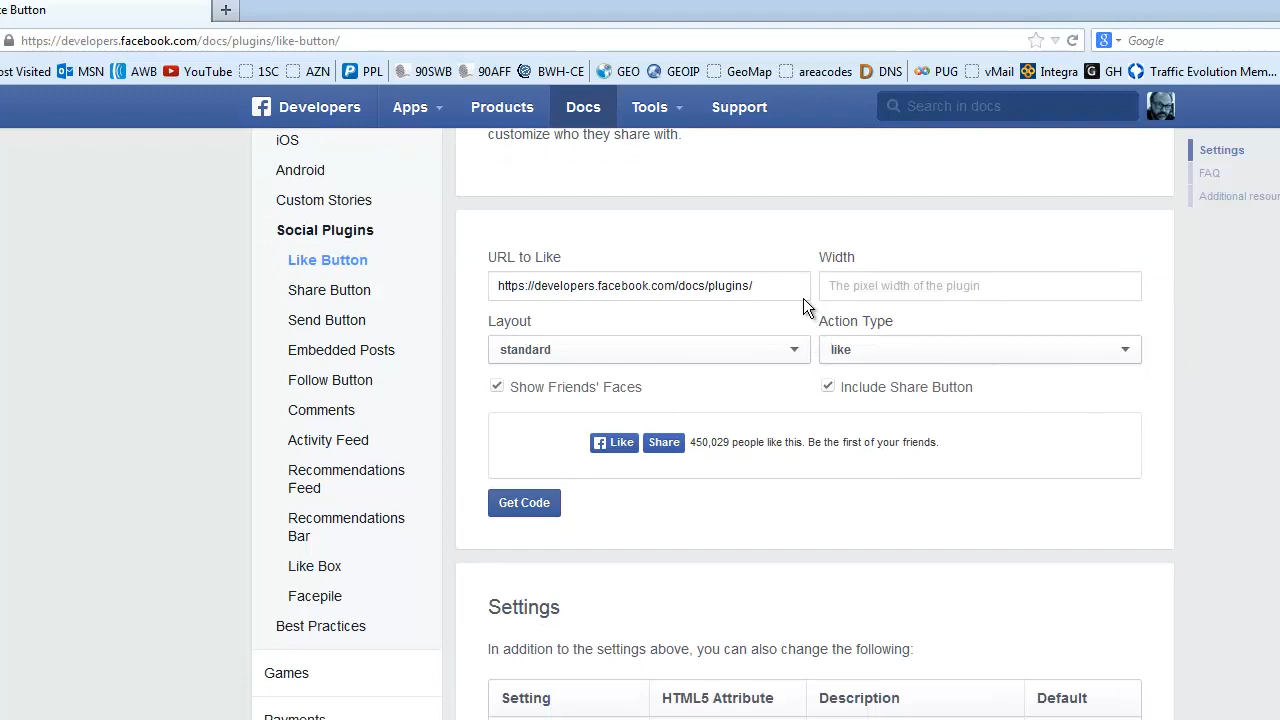 ke Button
https://developers.facebook.com/docs/plugins/like-button/
Google
ost Visited MSN AWB YouTube 1SC AZN PPL 90SWB 90AFF BWH-CE GEO GEOIP GeoMap areacodes DNS PUG vMail Integra GH Traffic Evolution Mem...
Developers Apps Products Docs Tools Support Search in docs
customize who they share with.
iOS
Android
Custom Stories
Social Plugins
Like Button
Share Button
Send Button
Embedded Posts
Follow Button
Comments
Activity Feed
Recommendations
Feed
Recommendations
Bar
Like Box
Facepile
Best Practices
Games
Payments
URL to Like Width
https://developers.facebook.com/docs/plugins/ The pixel width of the plugin
Layout Action Type
standard like
Show Friends' Faces Include Share Button
Like Share 450,029 people like this. Be the first of your friends.
Get Code
Settings
In addition to the settings above, you can also change the following:
Setting HTML5 Attribute Description Default
Settings
FAQ
Additional resour